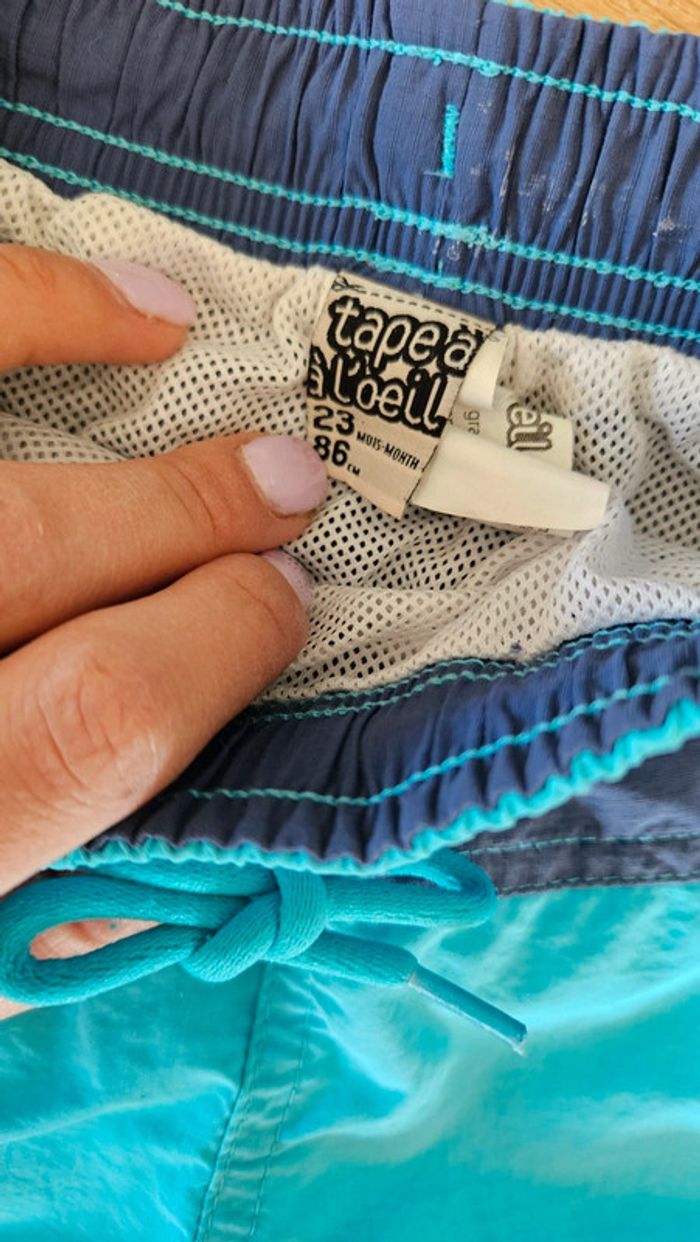 tape à
l'oeil
23 MOIS-MONTH
86 CM